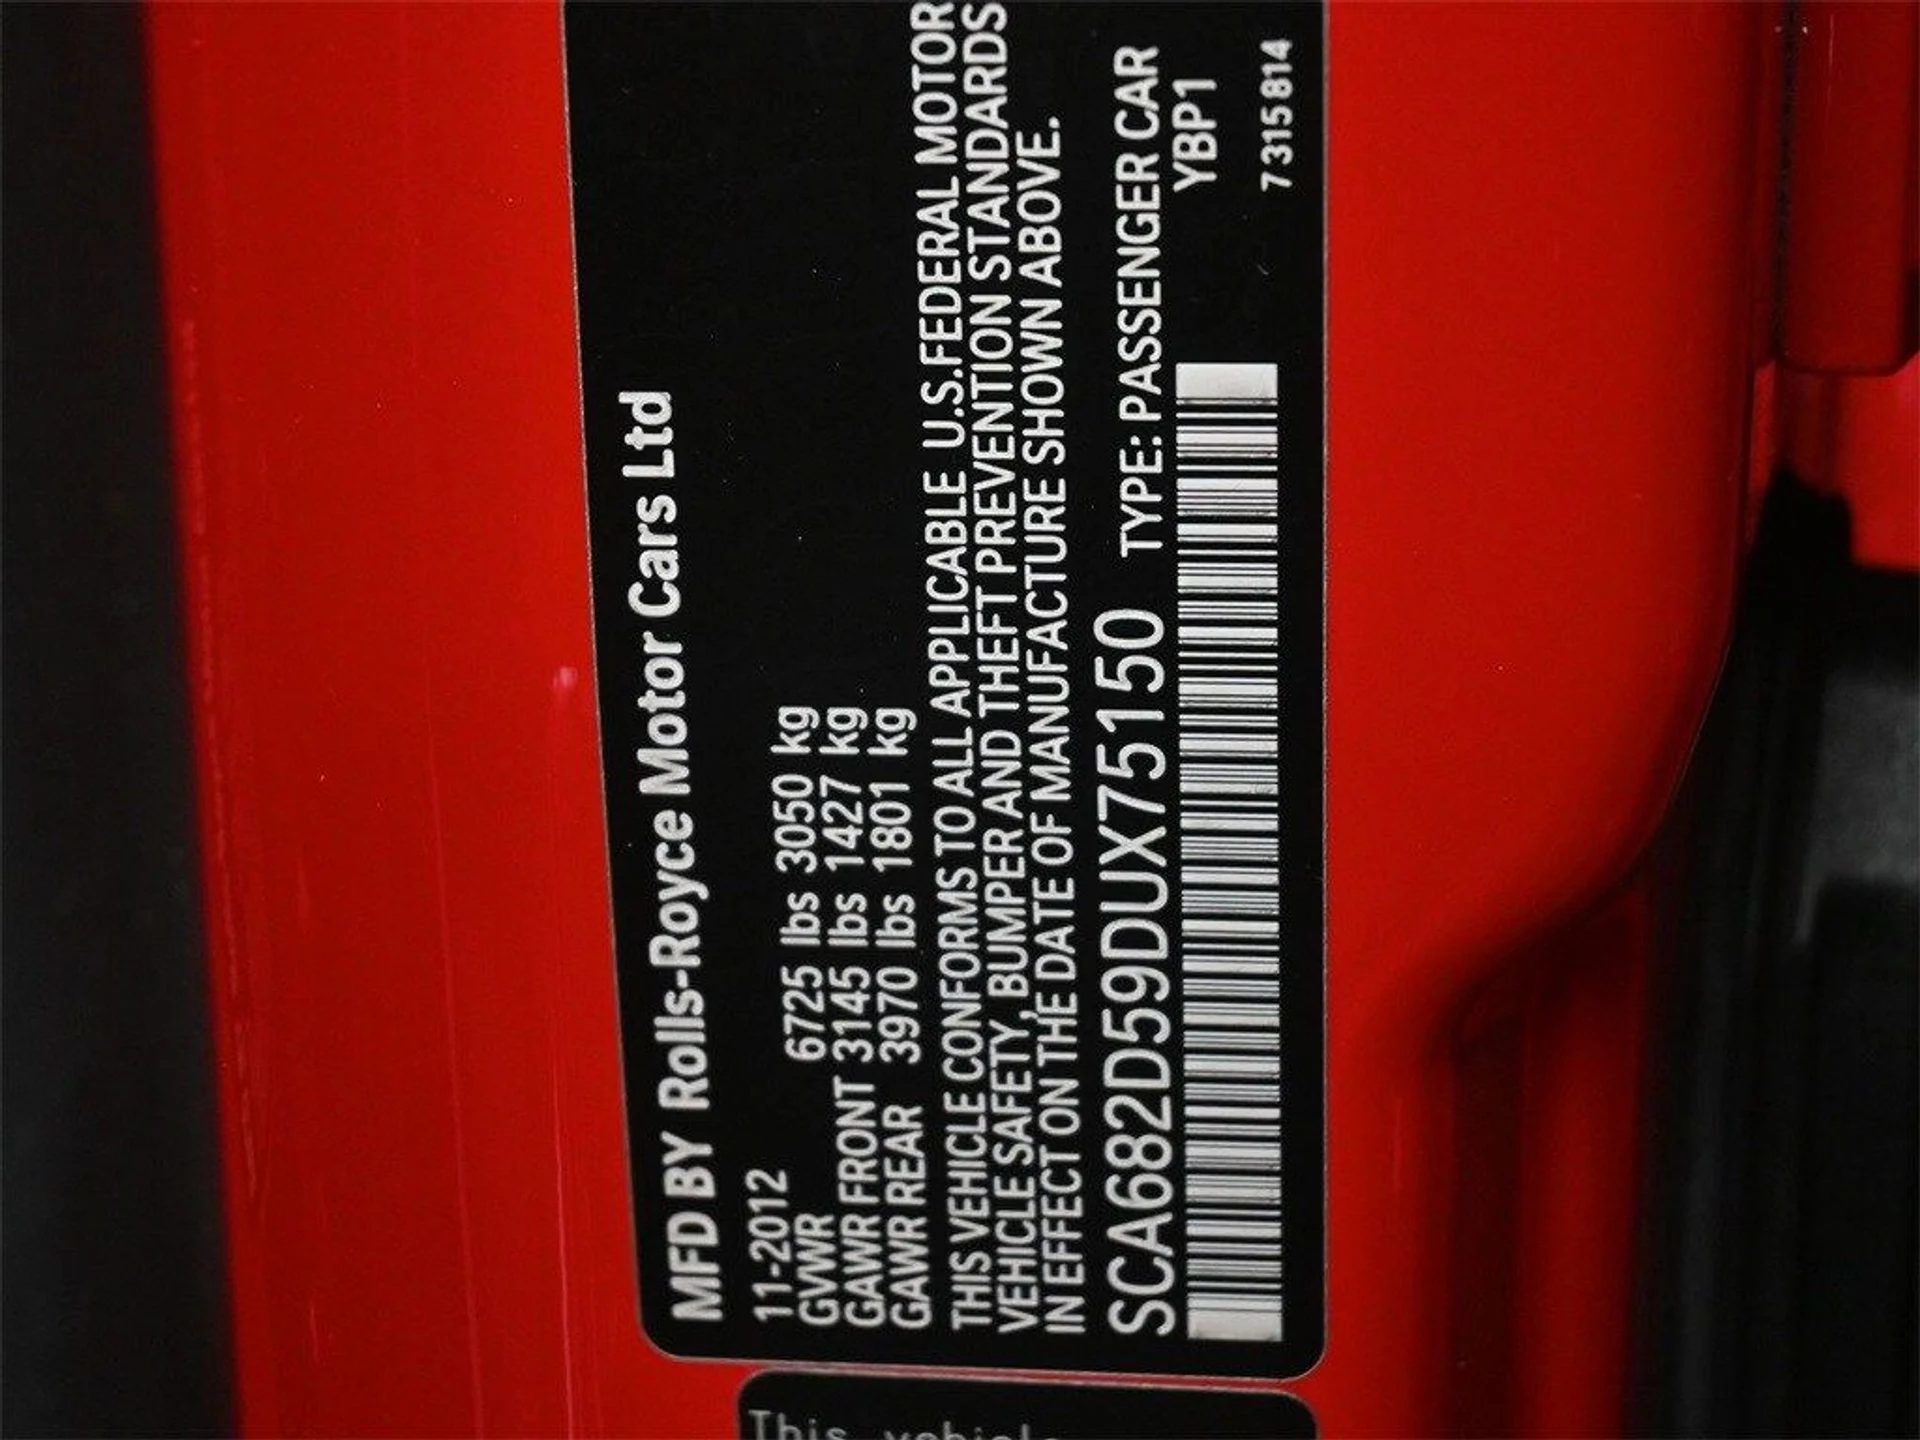 MFD BY Rolls-Royce Motor Cars Ltd
11-2012
GVWR 6725 lbs 3050 kg
GAWR FRONT 3145 lbs 1427 kg
GAWR REAR 3970 lbs 1801 kg
THIS VEHICLE CONFORMS TO ALL APPLICABLE U.S.FEDERAL MOTOR
VEHICLE SAFETY, BUMPER AND THEFT PREVENTION STANDARDS
IN EFFECT ON THE DATE OF MANUFACTURE SHOWN ABOVE.
SCA682D59DUX75150 TYPE: PASSENGER CAR
YBP1
7315814
This vehicle